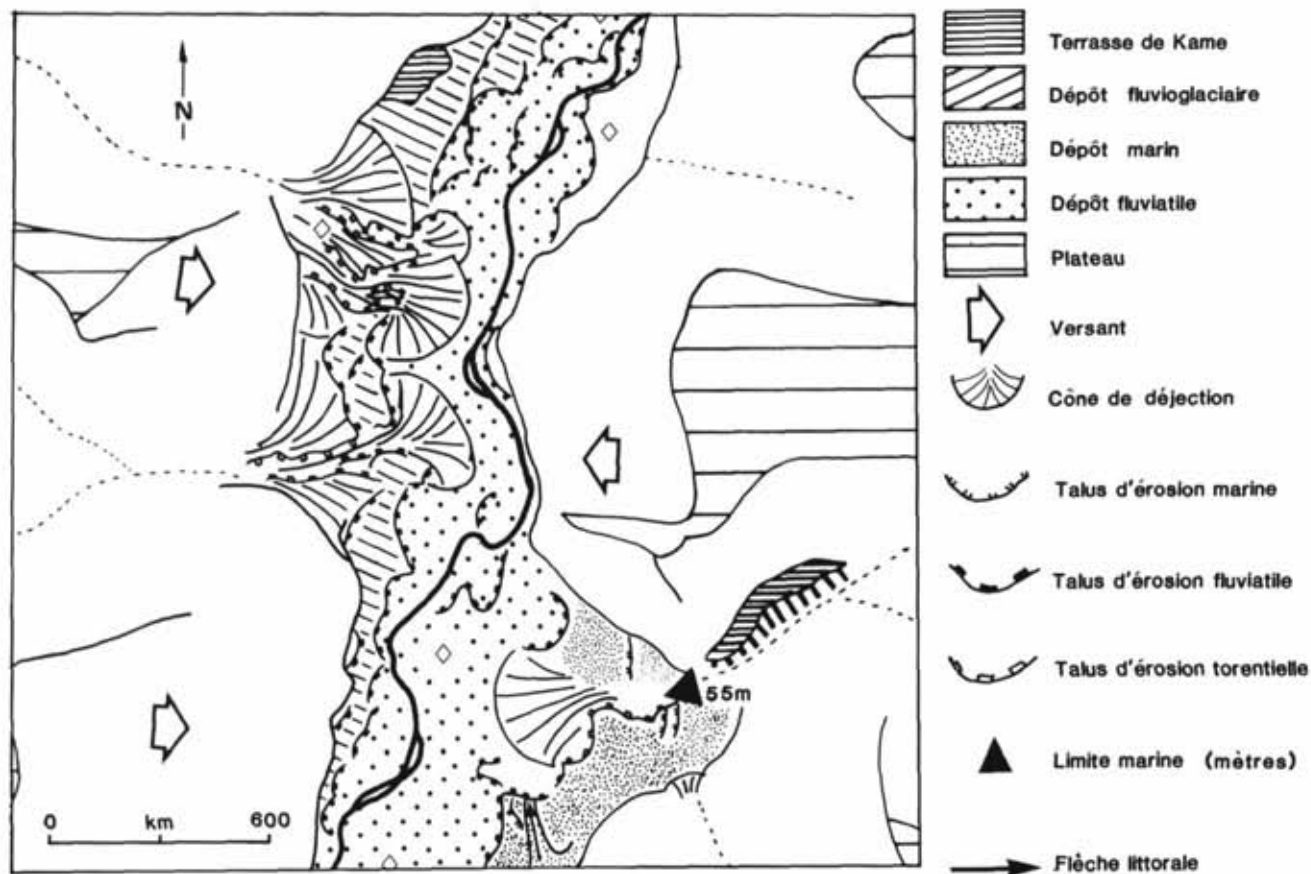 N
55m
0 km 600
Terrasse de Kame
Dépôt fluvioglaciaire
Dépôt marin
Dépôt fluviatile
Plateau
Versant
Cône de déjection
Talus d'érosion marine
Talus d'érosion fluviatile
Talus d'érosion torentielle
Limite marine (mètres)
Flêche littorale